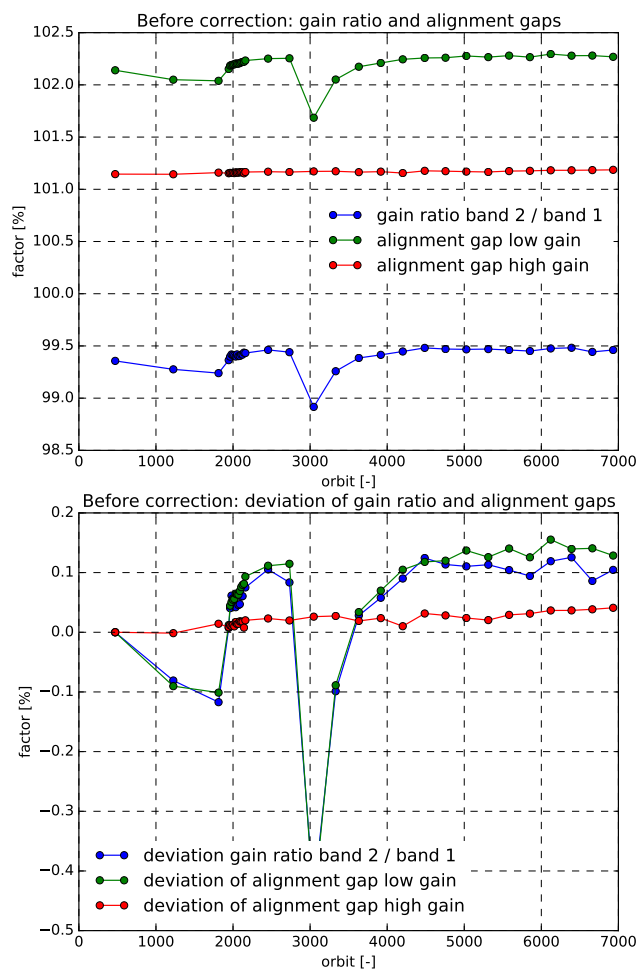 Before correction: gain ratio and alignment gaps
102.5
102.0
101.5
101.0
100.5
100.0
99.5
99.0
98.5
factor [%]
gain ratio band 2 / band 1
alignment gap low gain
alignment gap high gain
0 1000 2000 3000 4000 5000 6000 7000
orbit [-]
Before correction: deviation of gain ratio and alignment gaps
0.2
0.1
0.0
−0.1
−0.2
−0.3
−0.4
−0.5
factor [%]
deviation gain ratio band 2 / band 1
deviation of alignment gap low gain
deviation of alignment gap high gain
0 1000 2000 3000 4000 5000 6000 7000
orbit [-]